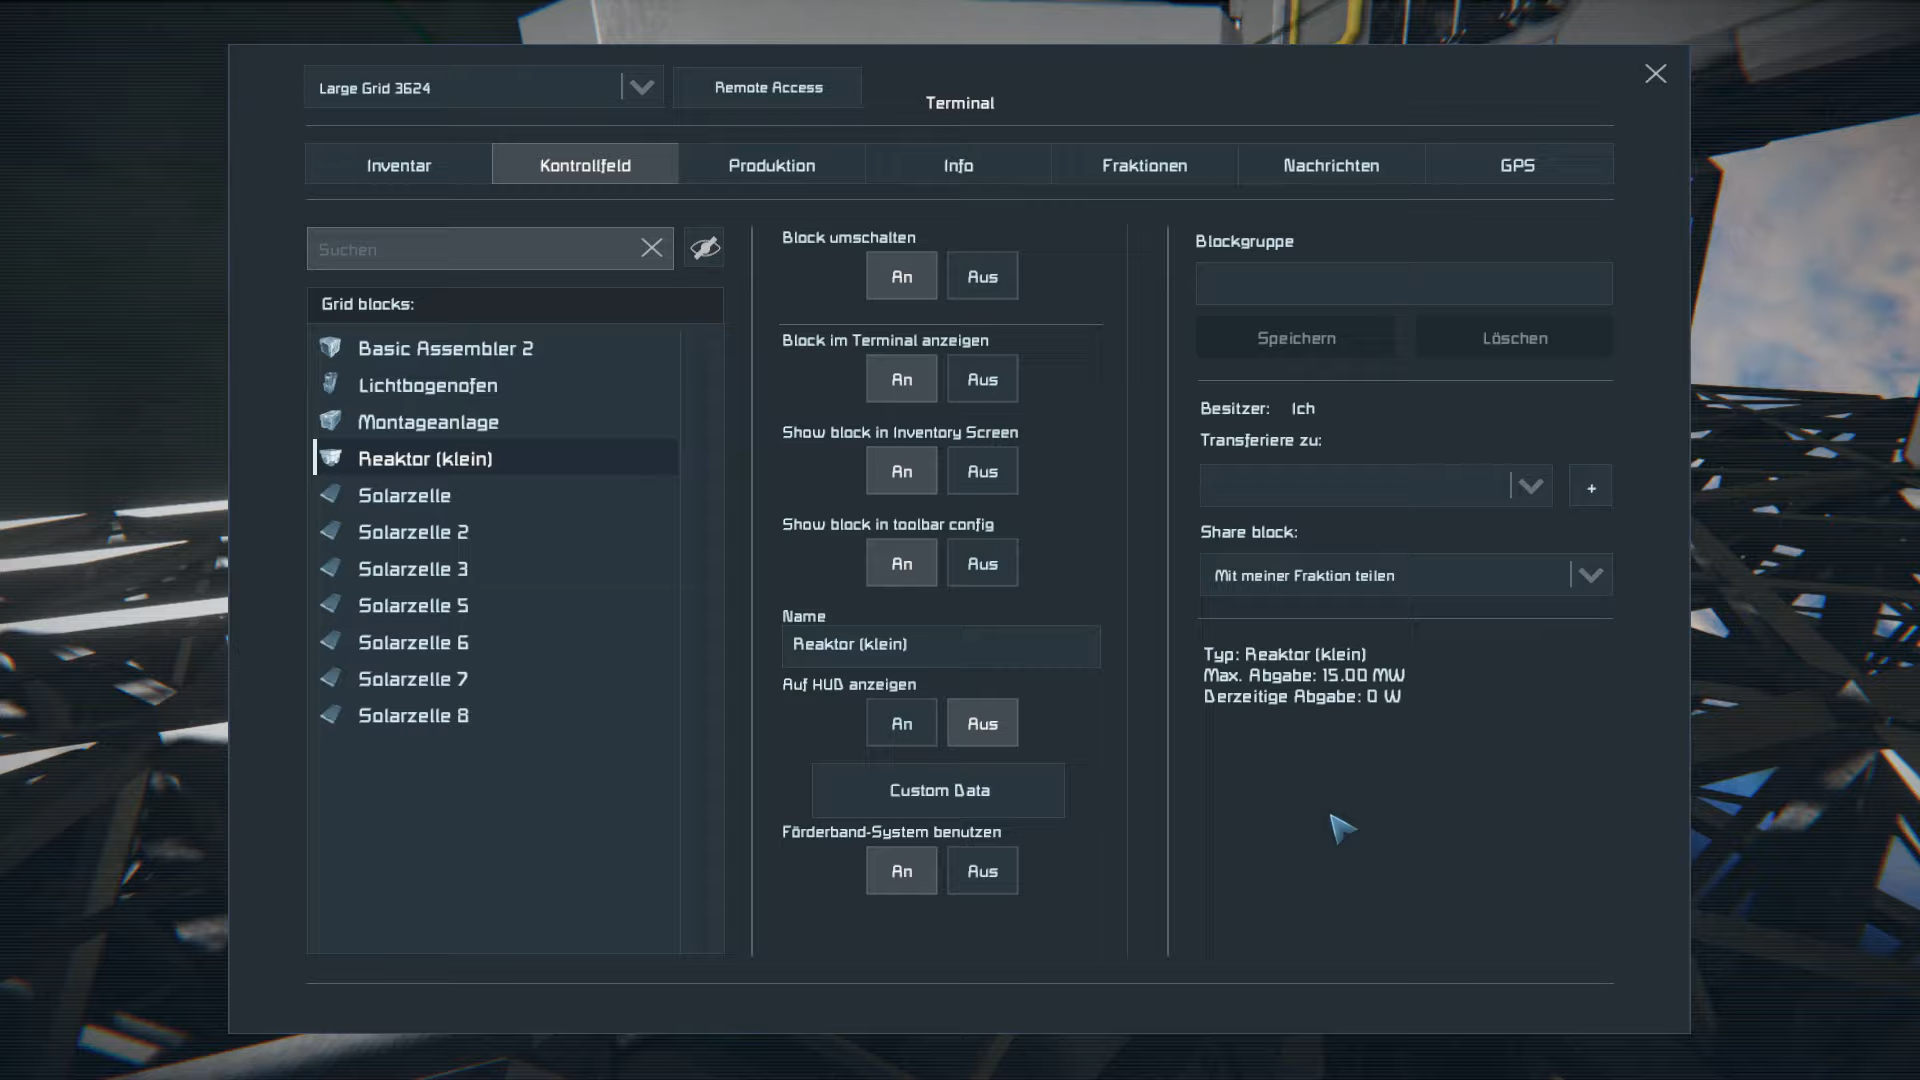 Large Grid 3624
Remote Access
Terminal
Inventar
Kontrollfeld
Produktion
Info
Fraktionen
Nachrichten
GPS
Suchen
Grid blocks:
Basic Assembler 2
Lichtbogenofen
Montageanlage
Reaktor (klein)
Solarzelle
Solarzelle 2
Solarzelle 3
Solarzelle 5
Solarzelle 6
Solarzelle 7
Solarzelle 8
Block umschalten
An Aus
Block im Terminal anzeigen
An Aus
Show block in Inventory Screen
An Aus
Show block in toolbar config
An Aus
Name
Reaktor (klein)
Auf HUD anzeigen
An Aus
Custom Data
Förderband-System benutzen
An Aus
Blockgruppe
Speichern Löschen
Besitzer: Ich
Transferiere zu:
+
Share block:
Mit meiner Fraktion teilen
Typ: Reaktor (klein)
Max. Abgabe: 15.00 MW
Derzeitige Abgabe: 0 W